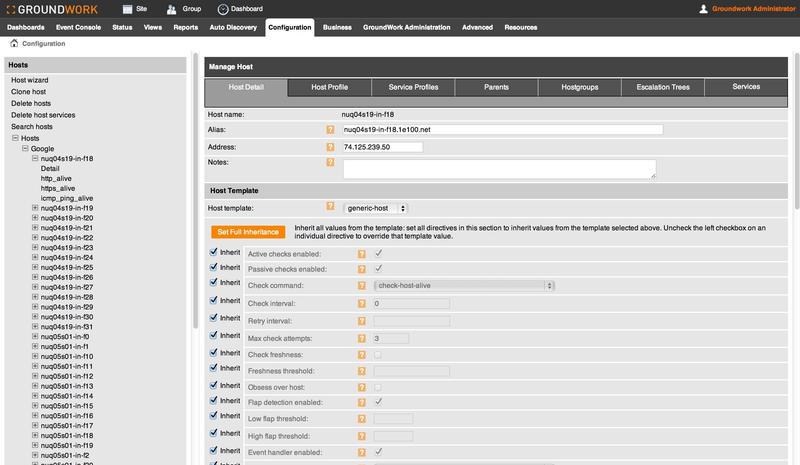 GROUNDWORK Site Group Dashboard Groundwork Administrator
Dashboards Event Console Status Views Reports Auto Discovery Configuration Business GroundWork Administration Advanced Resources
Configuration
Hosts
Host wizard
Clone host
Delete hosts
Delete host services
Search hosts
Hosts
Google
nuq04s19-in-f18
Detail
http_alive
https_alive
icmp_ping_alive
nuq04s19-in-f19
nuq04s19-in-f20
nuq04s19-in-f21
nuq04s19-in-f22
nuq04s19-in-f23
nuq04s19-in-f24
nuq04s19-in-f25
nuq04s19-in-f26
nuq04s19-in-f27
nuq04s19-in-f28
nuq04s19-in-f29
nuq04s19-in-f30
nuq04s19-in-f31
nuq05s01-in-f0
nuq05s01-in-f1
nuq05s01-in-f10
nuq05s01-in-f11
nuq05s01-in-f12
nuq05s01-in-f13
nuq05s01-in-f14
nuq05s01-in-f15
nuq05s01-in-f16
nuq05s01-in-f17
nuq05s01-in-f18
nuq05s01-in-f19
nuq05s01-in-f2
Manage Host
Host Detail Host Profile Service Profiles Parents Hostgroups Escalation Trees Services
Host name: nuq04s19-in-f18
Alias: ? nuq04s19-in-f18.1e100.net
Address: ? 74.125.239.50
Notes: ?
Host Template
Host template: ? generic-host
Set Full Inheritance Inherit all values from the template: set all directives in this section to inherit values from the template selected above. Uncheck the left checkbox on an
individual directive to override that template value.
Inherit Active checks enabled: ?
Inherit Passive checks enabled: ?
Inherit Check command: ? check-host-alive
Inherit Check interval: ? 0
Inherit Retry interval: ?
Inherit Max check attempts: ? 3
Inherit Check freshness: ?
Inherit Freshness threshold: ?
Inherit Obsess over host: ?
Inherit Flap detection enabled: ?
Inherit Low flap threshold: ?
Inherit High flap threshold: ?
Inherit Event handler enabled: ?